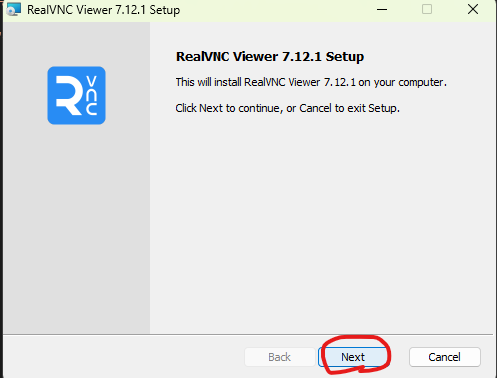 RealVNC Viewer 7.12.1 Setup
RealVNC Viewer 7.12.1 Setup
This will install RealVNC Viewer 7.12.1 on your computer.
Click Next to continue, or Cancel to exit Setup.
R VNC
Back Next Cancel